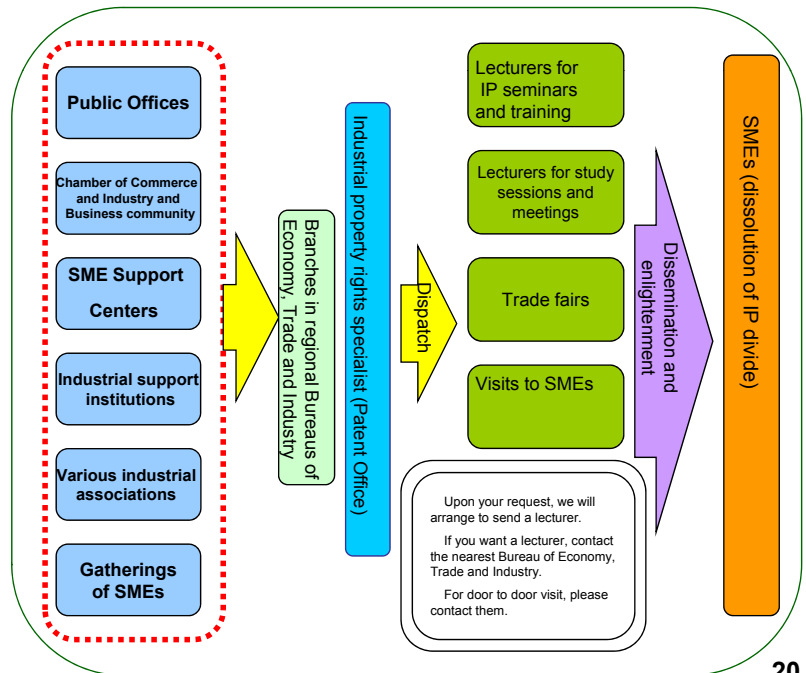 Public Offices
Chamber of Commerce
and Industry and
Business community
SME Support
Centers
Industrial support
institutions
Various industrial
associations
Gatherings
of SMEs
Branches in regional Bureaus of
Economy, Trade and Industry
Industrial property rights specialist (Patent Office)
Dispatch
Lecturers for
IP seminars
and training
Lecturers for study
sessions and
meetings
Trade fairs
Visits to SMEs
Upon your request, we will
arrange to send a lecturer.
If you want a lecturer, contact
the nearest Bureau of Economy,
Trade and Industry.
For door to door visit, please
contact them.
Dissemination and
enlightenment
SMEs (dissolution of IP divide)
20